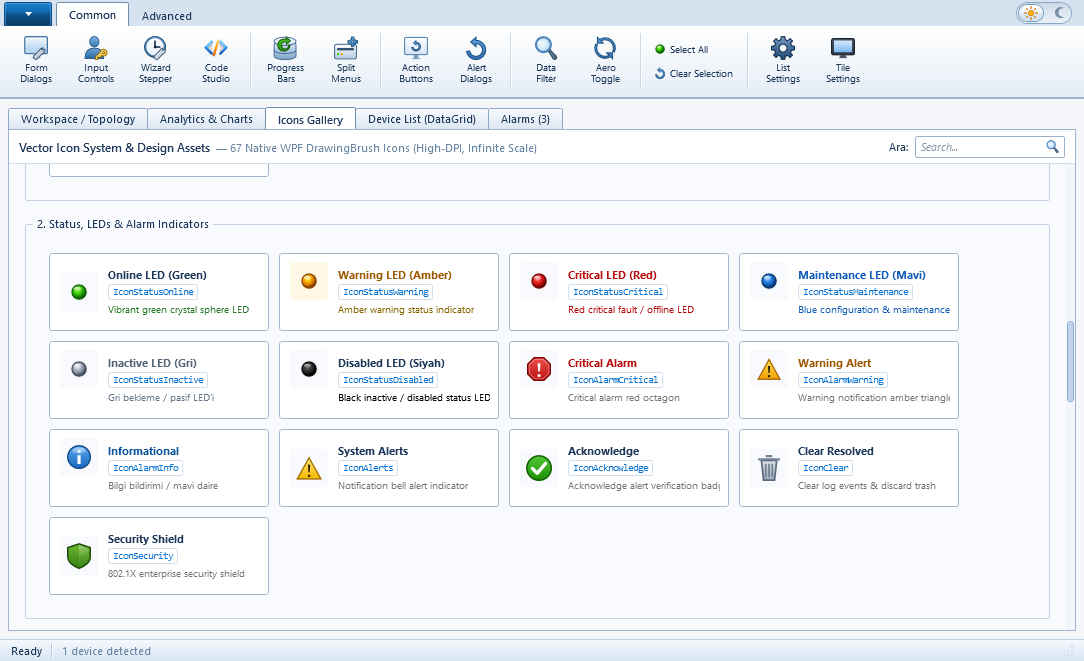 Common
Advanced
Form
Dialogs
Input
Controls
Wizard
Stepper
Code
Studio
Progress
Bars
Split
Menus
Action
Buttons
Alert
Dialogs
Data
Filter
Aero
Toggle
Select All
Clear Selection
List
Settings
Tile
Settings
Workspace / Topology
Analytics & Charts
Icons Gallery
Device List (DataGrid)
Alarms (3)
Vector Icon System & Design Assets — 67 Native WPF DrawingBrush Icons (High-DPI, Infinite Scale)
Ara:
Search...
2. Status, LEDs & Alarm Indicators
Online LED (Green)
IconStatusOnline
Vibrant green crystal sphere LED
Warning LED (Amber)
IconStatusWarning
Amber warning status indicator
Critical LED (Red)
IconStatusCritical
Red critical fault / offline LED
Maintenance LED (Mavi)
IconStatusMaintenance
Blue configuration & maintenance
Inactive LED (Gri)
IconStatusInactive
Gri bekleme / pasif LED'i
Disabled LED (Siyah)
IconStatusDisabled
Black inactive / disabled status LED
Critical Alarm
IconAlarmCritical
Critical alarm red octagon
Warning Alert
IconAlarmWarning
Warning notification amber triangle
Informational
IconAlarmInfo
Bilgi bildirimi / mavi daire
System Alerts
IconAlerts
Notification bell alert indicator
Acknowledge
IconAcknowledge
Acknowledge alert verification badg
Clear Resolved
IconClear
Clear log events & discard trash
Security Shield
IconSecurity
802.1X enterprise security shield
Ready
1 device detected